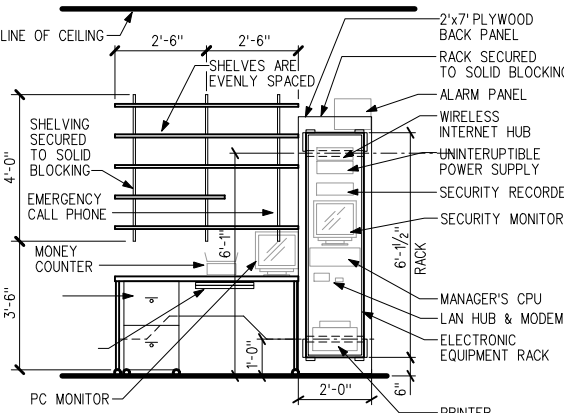 LINE OF CEILING
2'-6"
2'-6"
SHELVES ARE
EVENLY SPACED
2'x7' PLYWOOD
BACK PANEL
RACK SECURED
TO SOLID BLOCKING
ALARM PANEL
WIRELESS
INTERNET HUB
UNINTERUPTIBLE
POWER SUPPLY
SECURITY RECORDE
SECURITY MONITOR
MANAGER'S CPU
LAN HUB & MODEM
ELECTRONIC
EQUIPMENT RACK
PRINTER
SHELVING
SECURED
TO SOLID
BLOCKING
EMERGENCY
CALL PHONE
MONEY
COUNTER
PC MONITOR
4'-0"
3'-6"
6'-1"
1'-0"
6'-1½"
RACK
2'-0"
6"